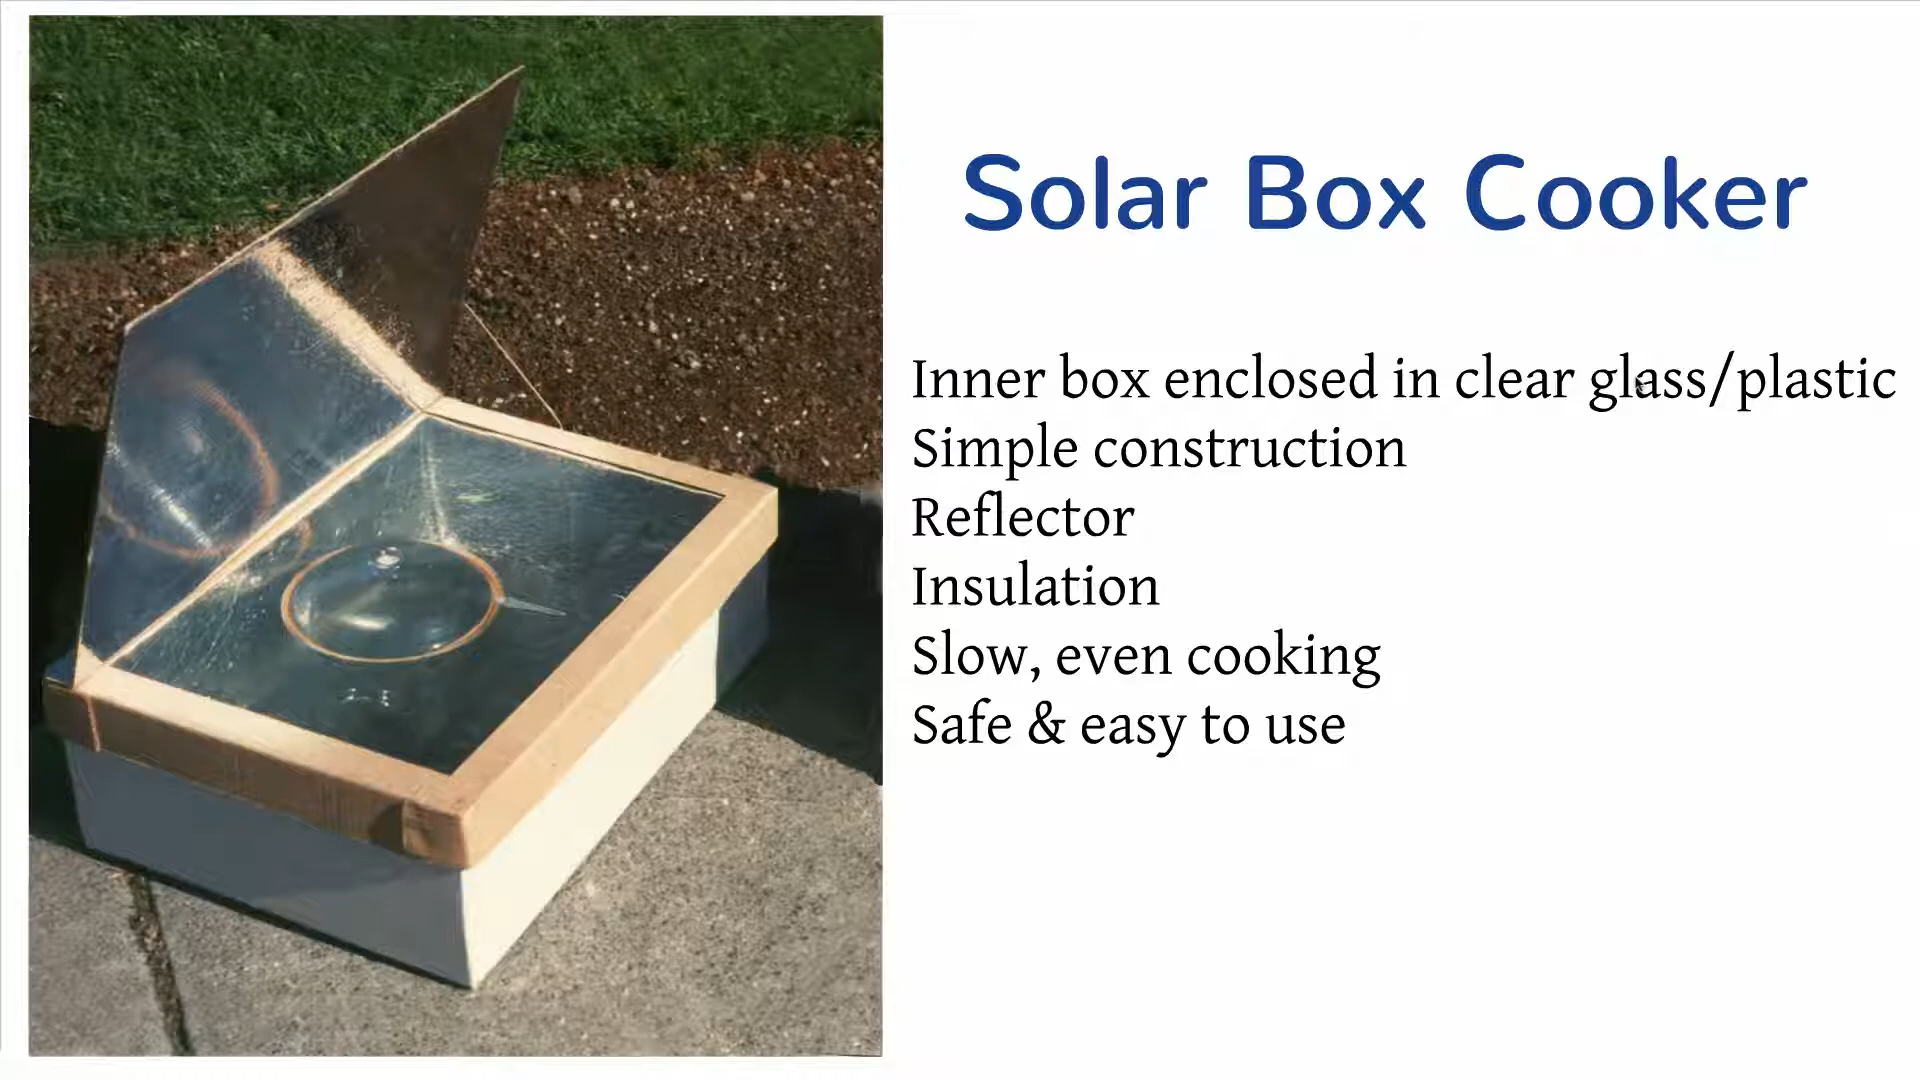 Solar Box Cooker
Inner box enclosed in clear glass/plastic
Simple construction
Reflector
Insulation
Slow, even cooking
Safe & easy to use